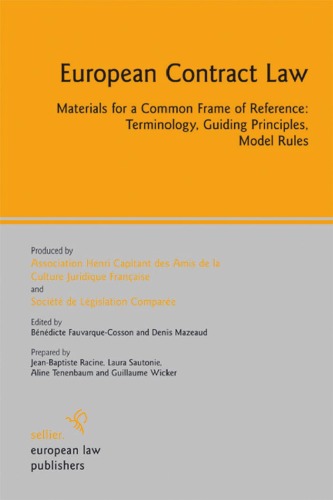 European Contract Law
Materials for a Common Frame of Reference:
Terminology, Guiding Principles,
Model Rules
Produced by
Association Henri Capitant des Amis de la
Culture Juridique Française
and
Société de Législation Comparée
Edited by
Bénédicte Fauvarque-Cosson and Denis Mazeaud
Prepared by
Jean-Baptiste Racine, Laura Sautonie,
Aline Tenenbaum and Guillaume Wicker
sellier.
european law
publishers